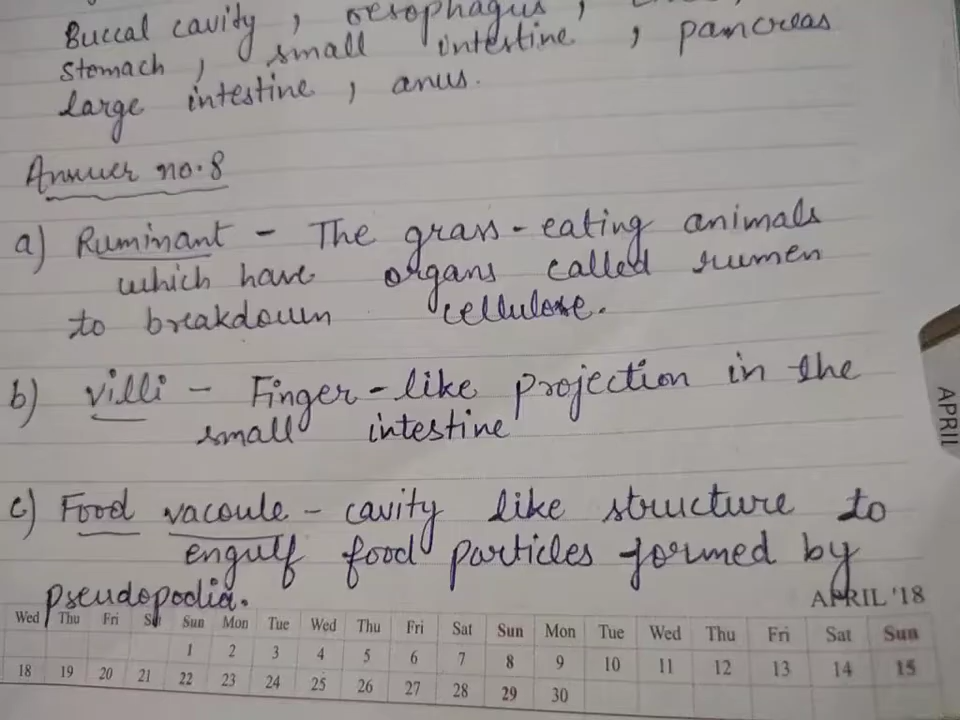 Buccal cavity , oesophagus ,
stomach , small intestine , pancreas
large intestine , anus.
Answer no. 8
a) Ruminant - The grass-eating animals
which have organs called rumen
to breakdown cellulose.
b) villi - Finger-like projection in the
small intestine
c) Food vacoule - cavity like structure to
engulf food particles formed by
pseudopodia.
APRIL
APRIL '18
Wed Thu Fri Sat Sun Mon Tue Wed Thu Fri Sat Sun Mon Tue Wed Thu Fri Sat Sun
1 2 3 4 5 6 7 8 9 10 11 12 13 14 15
18 19 20 21 22 23 24 25 26 27 28 29 30